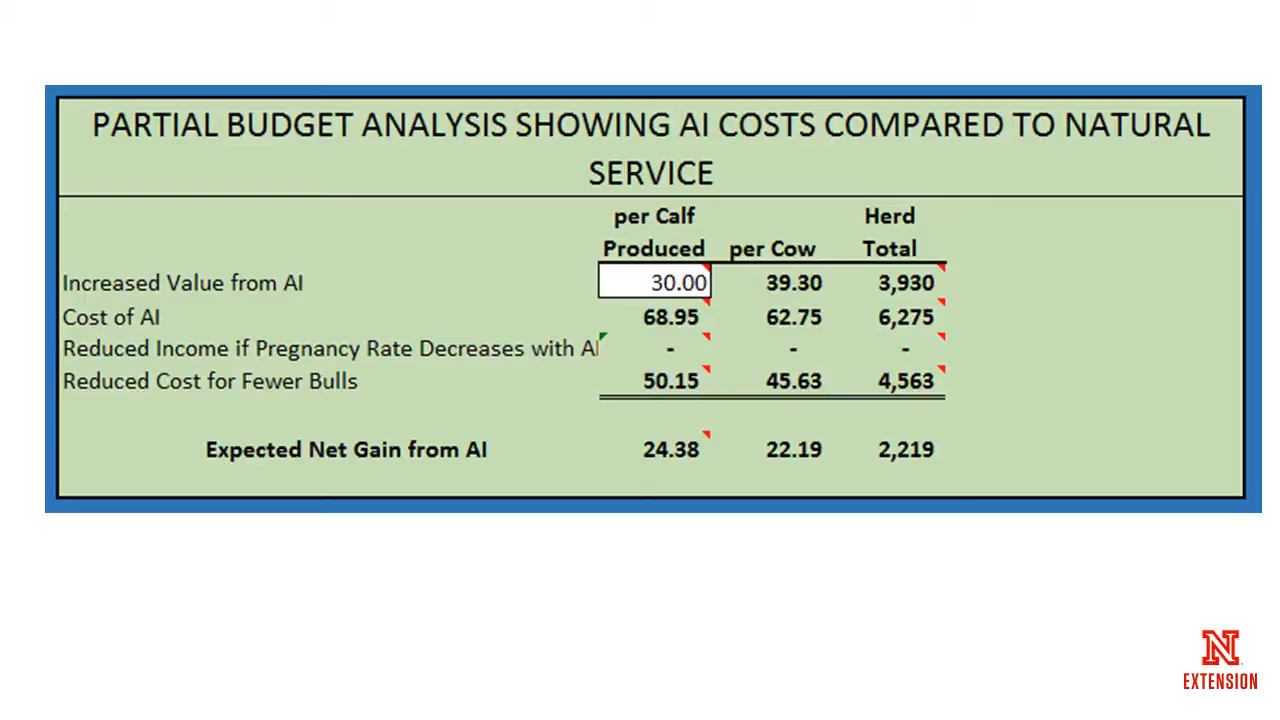 PARTIAL BUDGET ANALYSIS SHOWING AI COSTS COMPARED TO NATURAL
SERVICE
per Calf Herd
Produced per Cow Total
Increased Value from AI 30.00 39.30 3,930
Cost of AI 68.95 62.75 6,275
Reduced Income if Pregnancy Rate Decreases with AI - - -
Reduced Cost for Fewer Bulls 50.15 45.63 4,563
Expected Net Gain from AI 24.38 22.19 2,219
N
EXTENSION